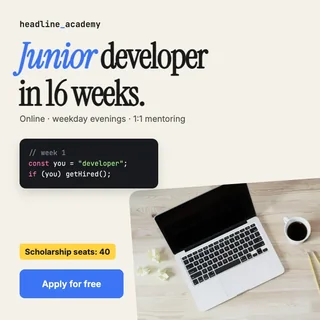 headline_academy
Junior developer
in 16 weeks.
Online · weekday evenings · 1:1 mentoring
// week 1
const you = "developer";
if (you) getHired();
Scholarship seats: 40
Apply for free